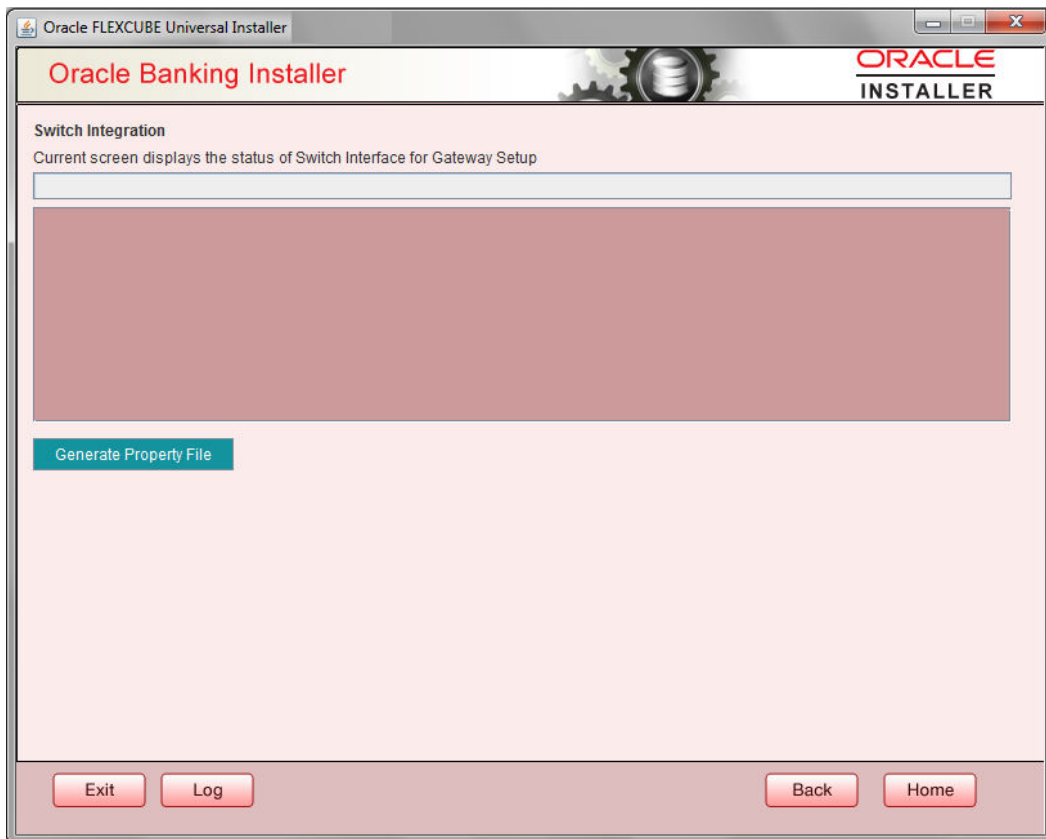 Oracle FLEXCUBE Universal Installer
Oracle Banking Installer
ORACLE
INSTALLER
Switch Integration
Current screen displays the status of Switch Interface for Gateway Setup
Generate Property File
Exit
Log
Back
Home